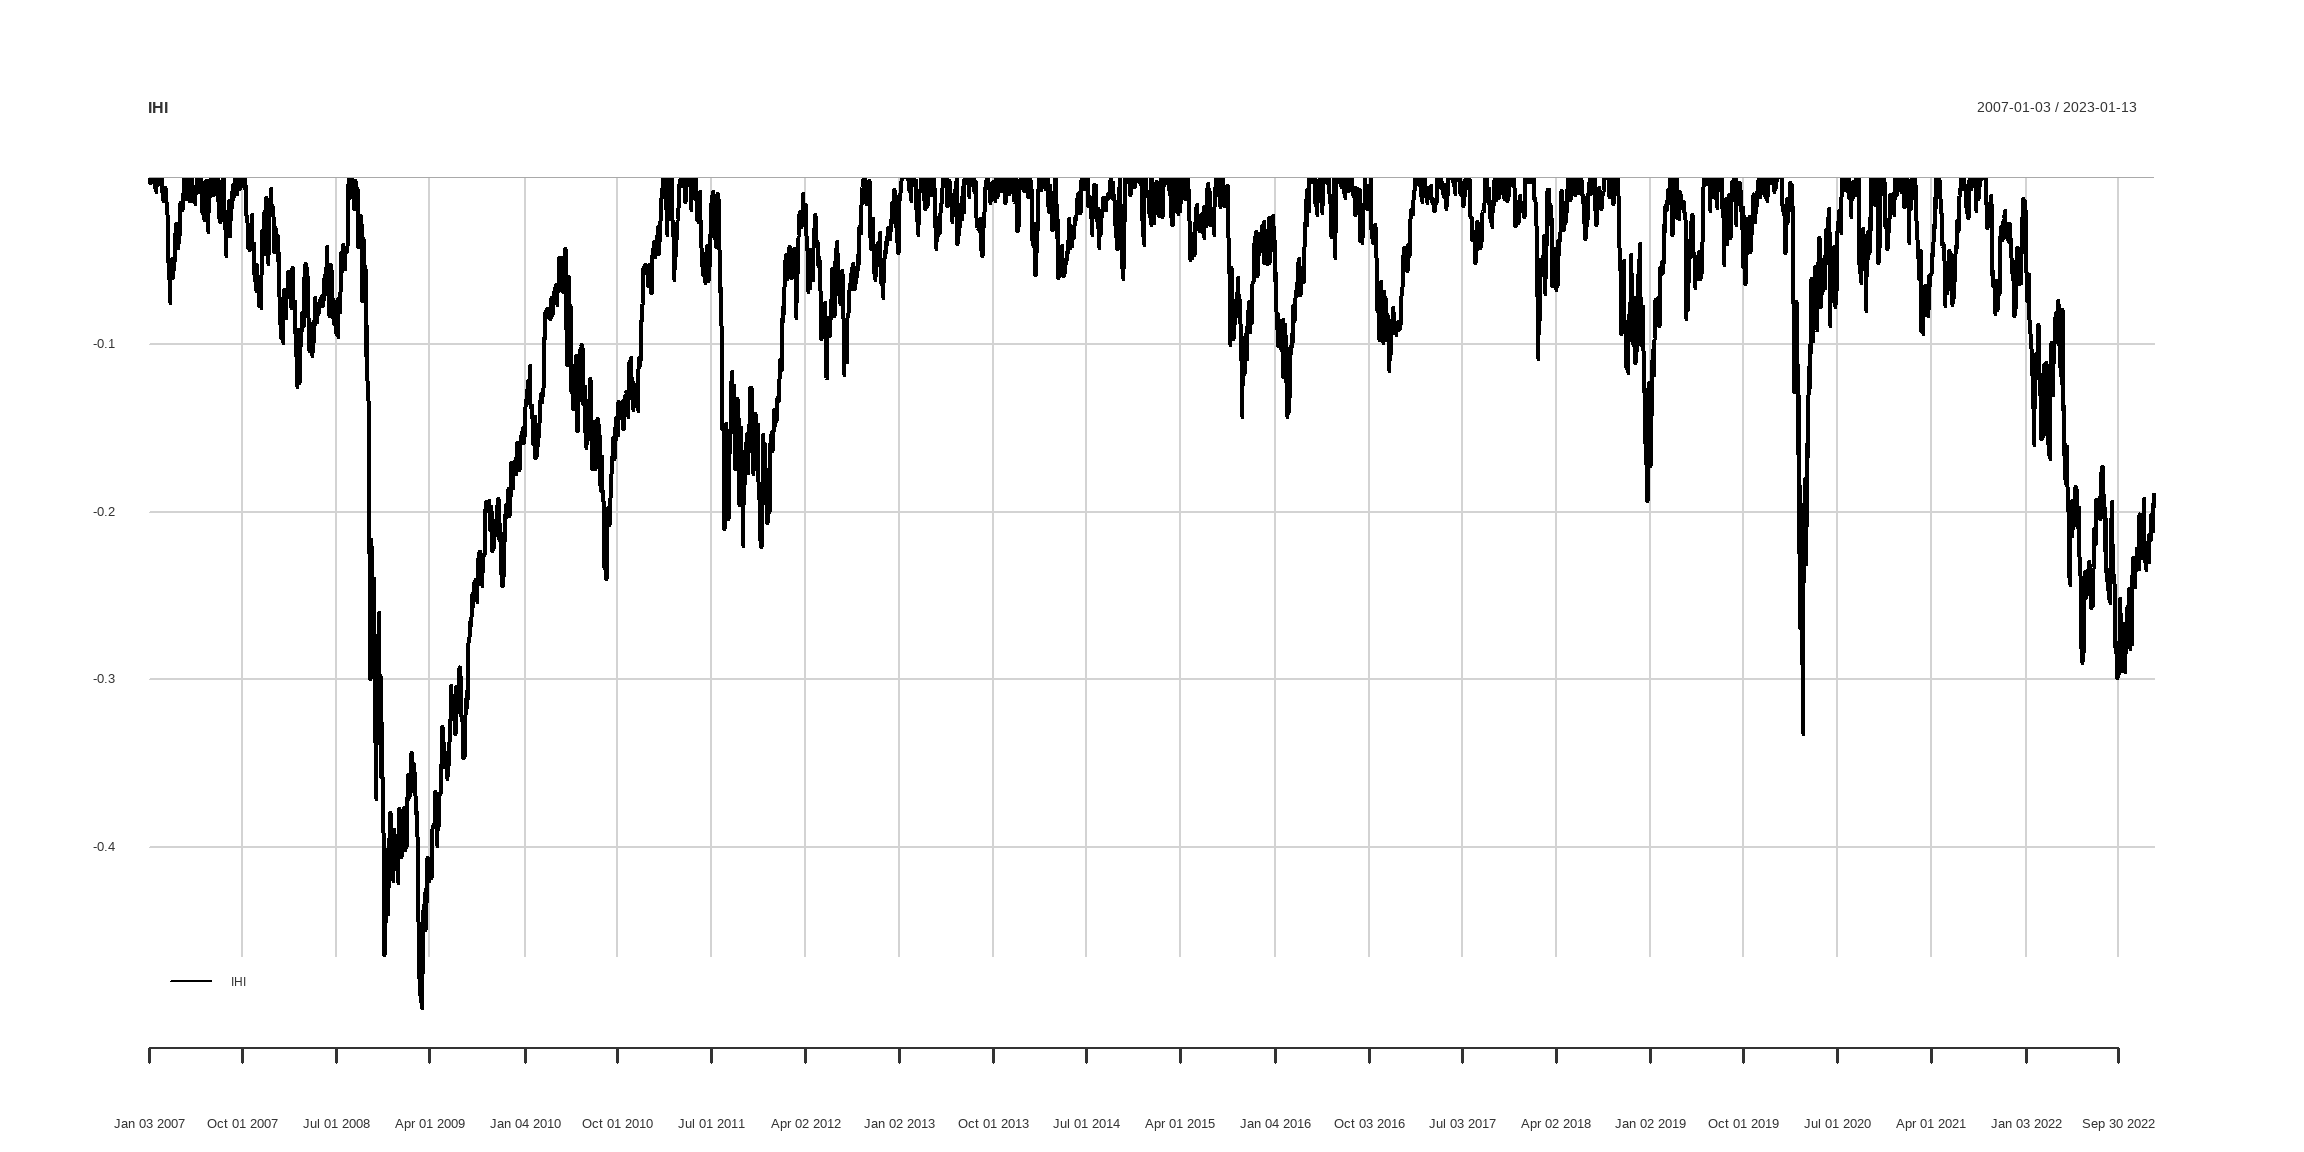 IHI
2007-01-03 / 2023-01-13
-0.1
-0.2
-0.3
-0.4
IHI
Jan 03 2007 Oct 01 2007 Jul 01 2008 Apr 01 2009 Jan 04 2010 Oct 01 2010 Jul 01 2011 Apr 02 2012 Jan 02 2013 Oct 01 2013 Jul 01 2014 Apr 01 2015 Jan 04 2016 Oct 03 2016 Jul 03 2017 Apr 02 2018 Jan 02 2019 Oct 01 2019 Jul 01 2020 Apr 01 2021 Jan 03 2022 Sep 30 2022